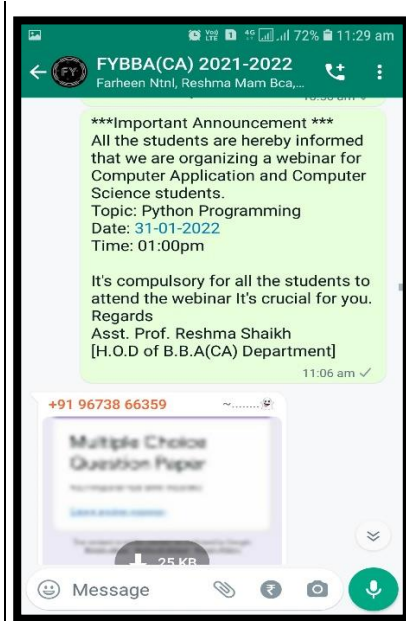 72% 11:29 am
FYBBA(CA) 2021-2022
Farheen Ntnl, Reshma Mam Bca,...
***Important Announcement ***
All the students are hereby informed
that we are organizing a webinar for
Computer Application and Computer
Science students.
Topic: Python Programming
Date: 31-01-2022
Time: 01:00pm
It's compulsory for all the students to
attend the webinar It's crucial for you.
Regards
Asst. Prof. Reshma Shaikh
[H.O.D of B.B.A(CA) Department]
11:06 am
+91 96738 66359 ~........
Multiple Choice
Question Paper
25 KB
Message